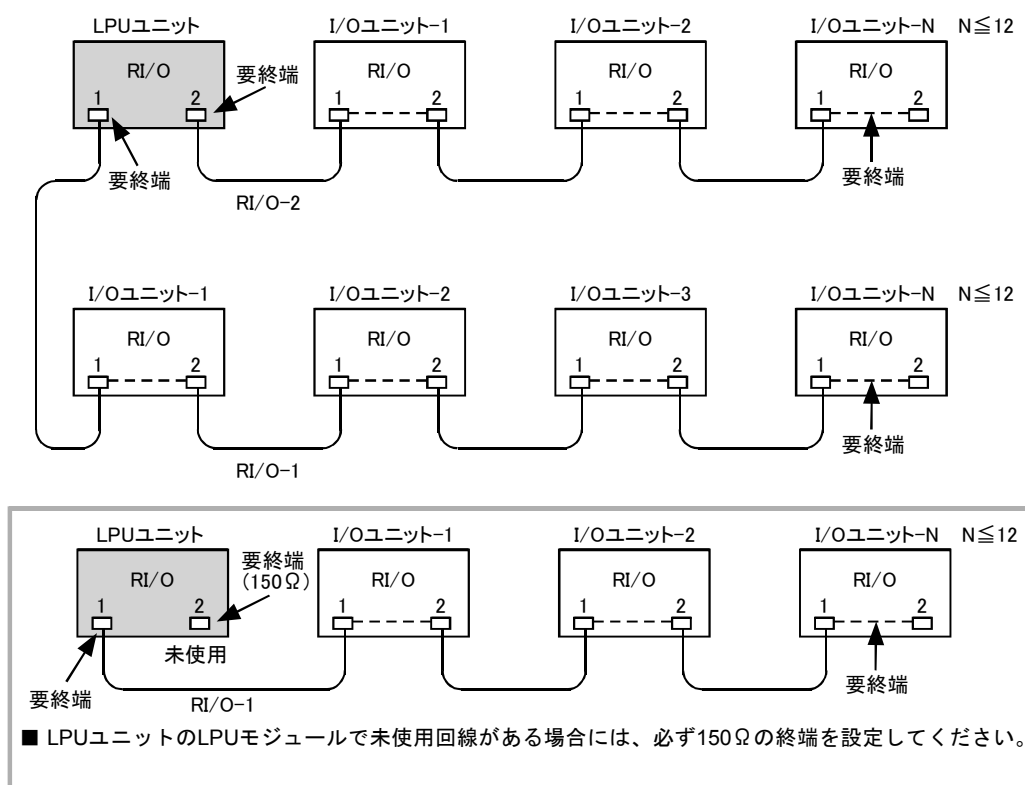 LPUユニット I/Oユニット-1 I/Oユニット-2 I/Oユニット-N N≦12
RI/O 要終端 RI/O RI/O RI/O
1 2 1 2 1 2 1 2
要終端 要終端
RI/O-2
I/Oユニット-1 I/Oユニット-2 I/Oユニット-3 I/Oユニット-N N≦12
RI/O RI/O RI/O RI/O
1 2 1 2 1 2 1 2
要終端
RI/O-1
LPUユニット I/Oユニット-1 I/Oユニット-2 I/Oユニット-N N≦12
要終端
(150Ω)
RI/O RI/O RI/O RI/O
1 2 1 2 1 2 1 2
未使用
要終端 要終端
RI/O-1
■ LPUユニットのLPUモジュールで未使用回線がある場合には、必ず150Ωの終端を設定してください。